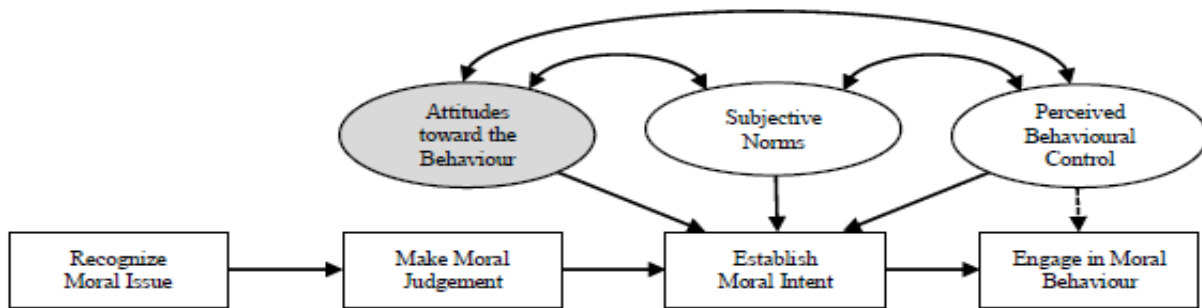 Attitudes
toward the
Behaviour
Subjective
Norms
Perceived
Behavioural
Control
Recognize
Moral Issue
Make Moral
Judgement
Establish
Moral Intent
Engage in Moral
Behaviour